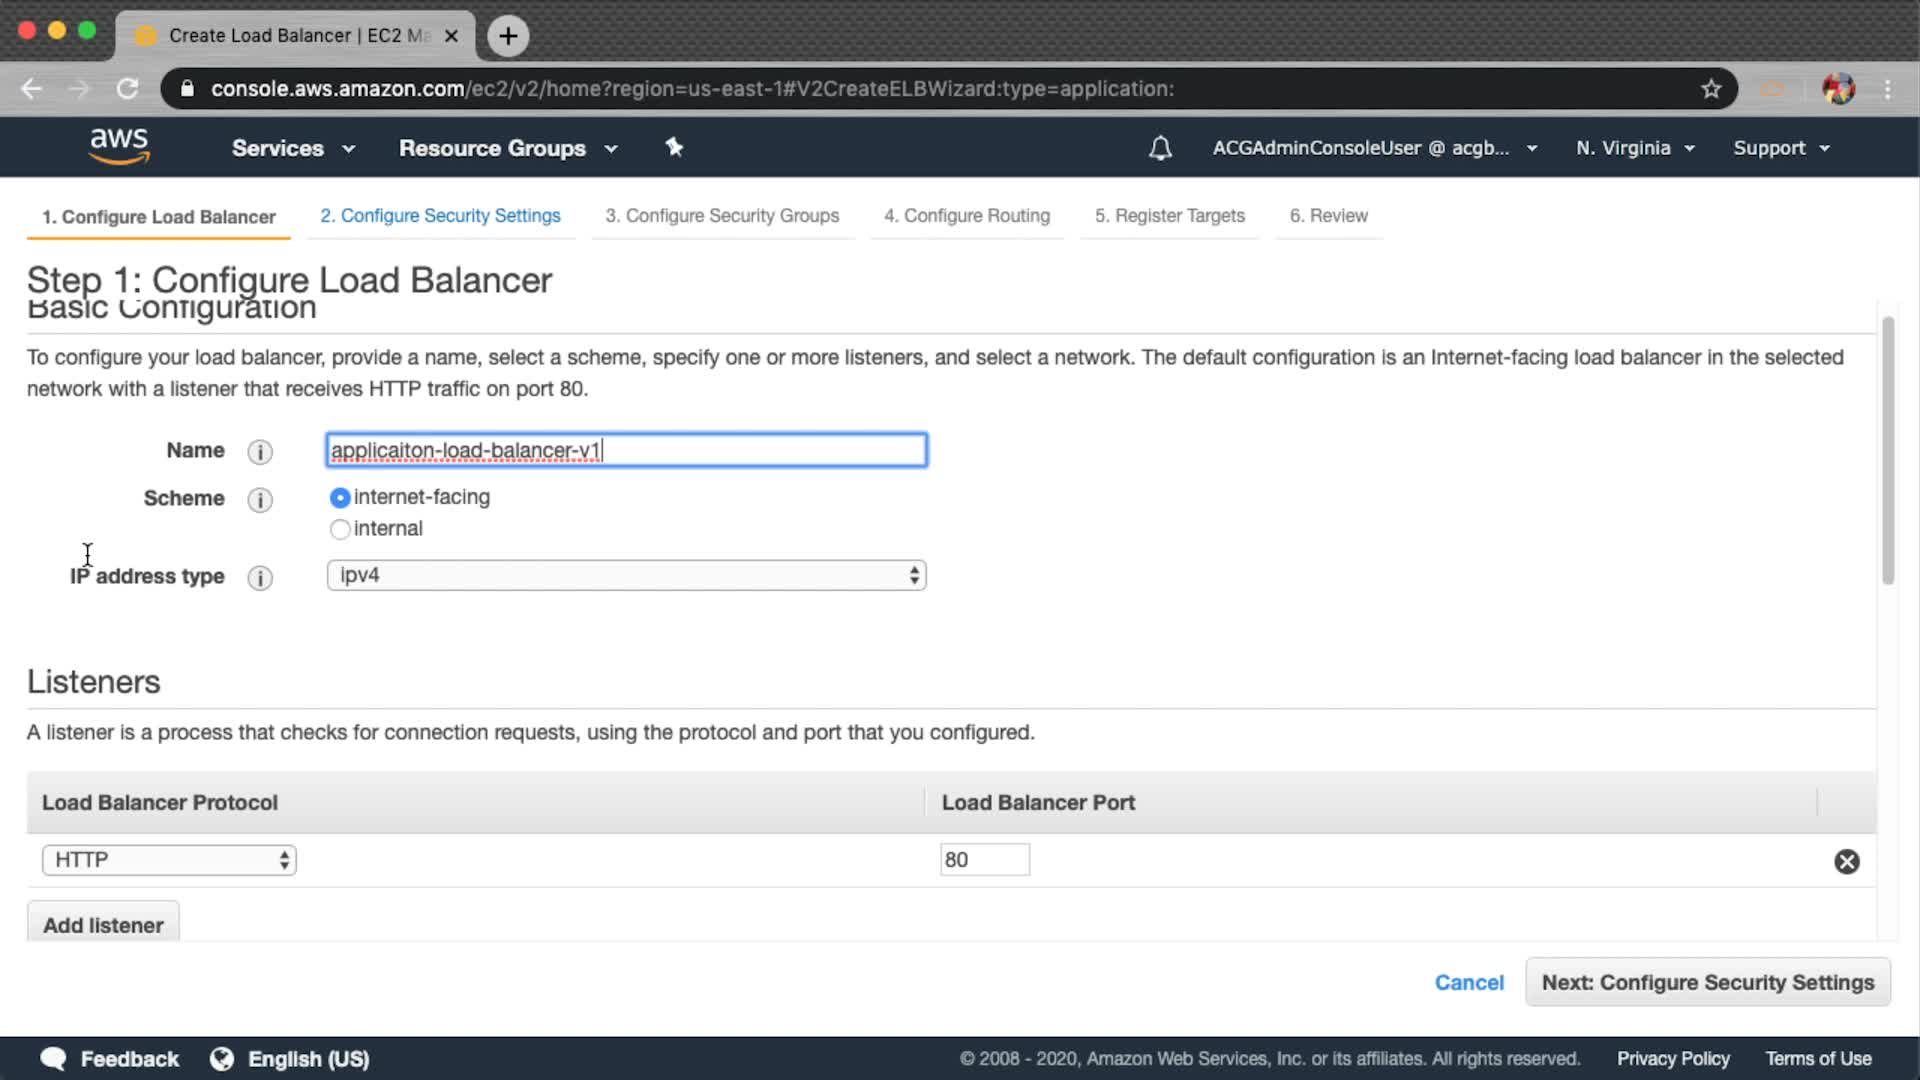 Create Load Balancer | EC2 Ma
console.aws.amazon.com/ec2/v2/home?region=us-east-1#V2CreateELBWizard:type=application:
aws Services Resource Groups ACGAdminConsoleUser @ acgb... N. Virginia Support
1. Configure Load Balancer 2. Configure Security Settings 3. Configure Security Groups 4. Configure Routing 5. Register Targets 6. Review
Step 1: Configure Load Balancer
Basic Configuration
To configure your load balancer, provide a name, select a scheme, specify one or more listeners, and select a network. The default configuration is an Internet-facing load balancer in the selected
network with a listener that receives HTTP traffic on port 80.
Name i applicaiton-load-balancer-v1
Scheme i internet-facing
internal
IP address type i ipv4
Listeners
A listener is a process that checks for connection requests, using the protocol and port that you configured.
Load Balancer Protocol Load Balancer Port
HTTP 80
Add listener
Cancel Next: Configure Security Settings
Feedback English (US) © 2008 - 2020, Amazon Web Services, Inc. or its affiliates. All rights reserved. Privacy Policy Terms of Use